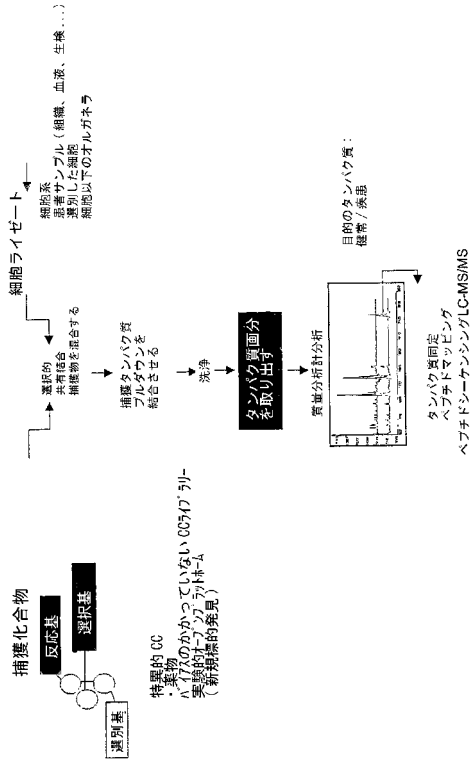 捕獲化合物
反応基
選択基
選別基
特異的 CC
・薬物
バイアスのかかっていない CCライブラリー
実験的オープンプラットホーム
(新規標的発見)
細胞ライゼート
細胞系
患者サンプル(組織、血液、生検...)
選別した細胞
細胞以下のオルガネラ
選択的
共有結合
捕獲物を混合する
捕獲タンパク質
プルダウンを
結合させる
洗浄
タンパク質画分
を取り出す
質量分析計分析
目的のタンパク質:
健常/疾患
タンパク質同定
ペプチドマッピング
ペプチドシーケンシングLC-MS/MS